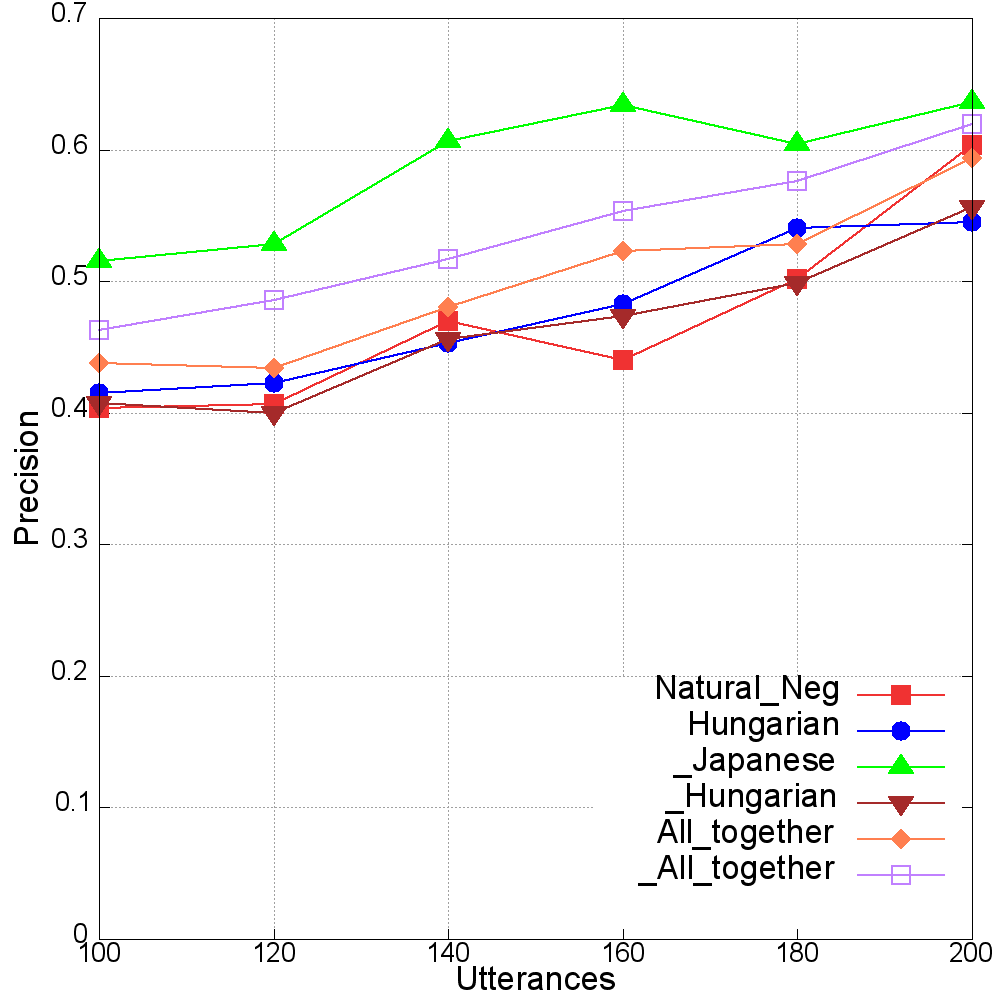 0.7
0.6
0.5
0.4
0.3
0.2
0.1
0
Precision
Natural_Neg
Hungarian
_Japanese
_Hungarian
All_together
_All_together
100 120 140 160 180 200
Utterances